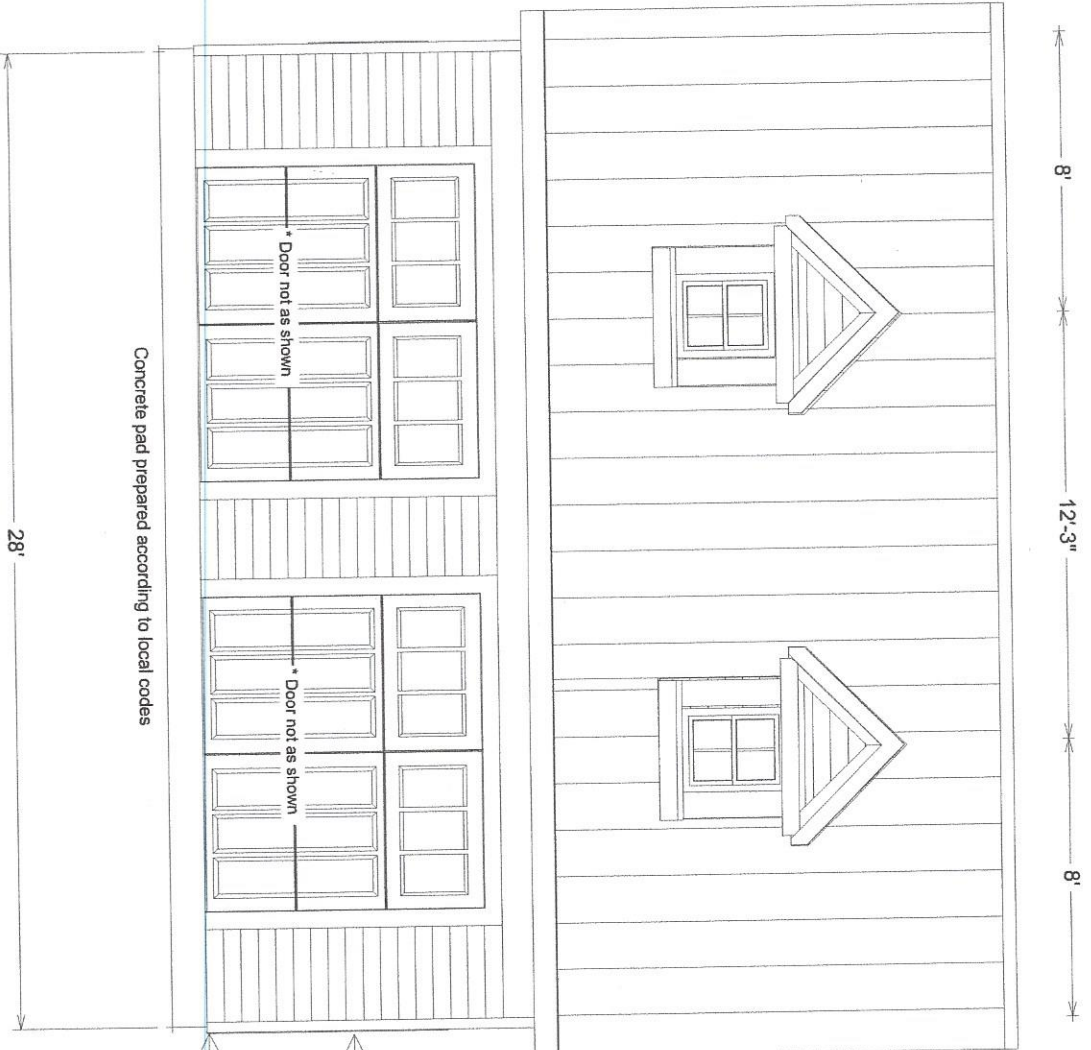 8'
12'-3"
8'
* Door not as shown
* Door not as shown
Concrete pad prepared according to local codes
28'